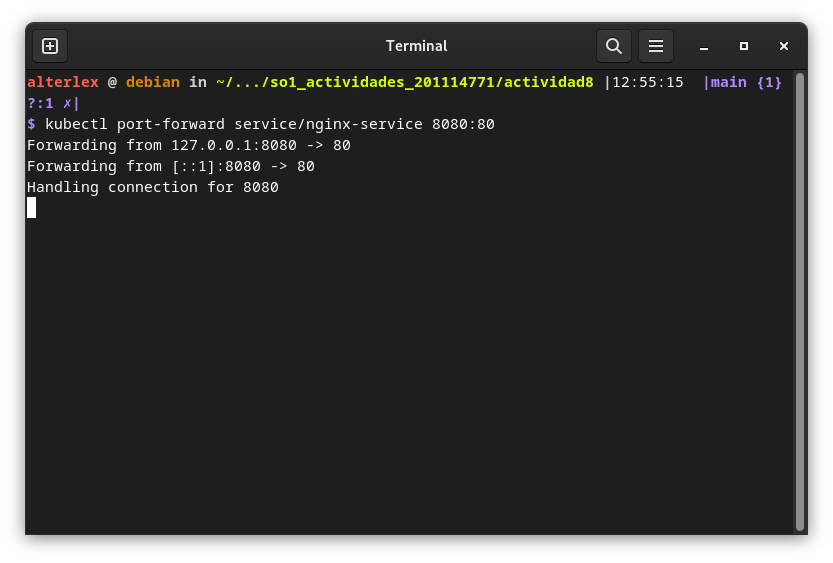 Terminal
alterlex @ debian in ~/.../so1_actividades_201114771/actividad8 |12:55:15  |main {1}
?:1 ✗|
$ kubectl port-forward service/nginx-service 8080:80
Forwarding from 127.0.0.1:8080 -> 80
Forwarding from [::1]:8080 -> 80
Handling connection for 8080